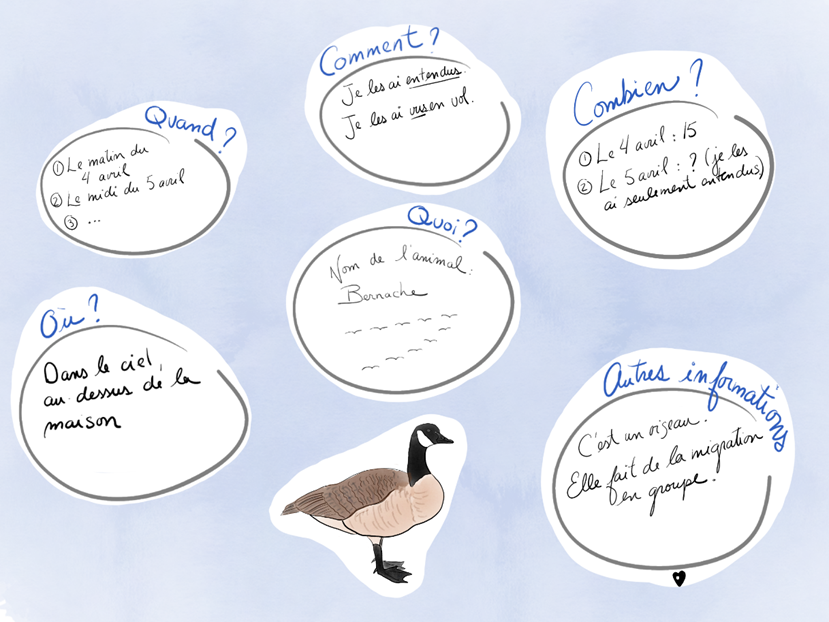 Comment ?
Je les ai entendus.
Je les ai vus en vol.
Combien ?
① Le 4 avril : 15
② Le 5 avril : ? (je les
ai seulement entendus)
Quand ?
① Le matin du
4 avril
② Le midi du 5 avril
③ ...
Quoi ?
Nom de l'animal :
Bernache
Où ?
Dans le ciel,
au-dessus de la
maison
Autres informations
C'est un oiseau.
Elle fait de la migration
en groupe.